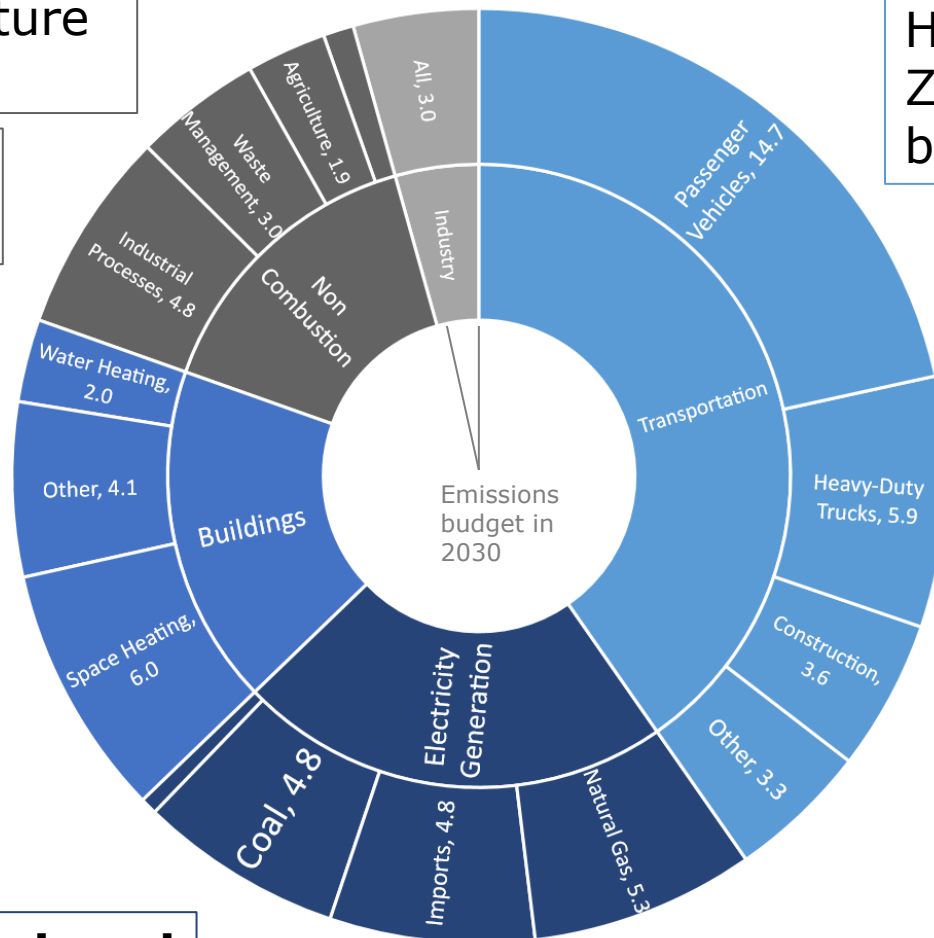 ture
H
Z
b
All, 3.0
Agriculture, 1.9
Waste
Management, 3.0
Industrial
Processes, 4.8
Water Heating,
2.0
Other, 4.1
Space Heating,
6.0
Passenger
Vehicles, 14.7
Heavy-Duty
Trucks, 5.9
Construction,
3.6
Other, 3.3
Natural Gas, 5.3
Imports, 4.8
Coal, 4.8
Industry
Non
Combustion
Transportation
Buildings
Electricity
Generation
Emissions
budget in
2030